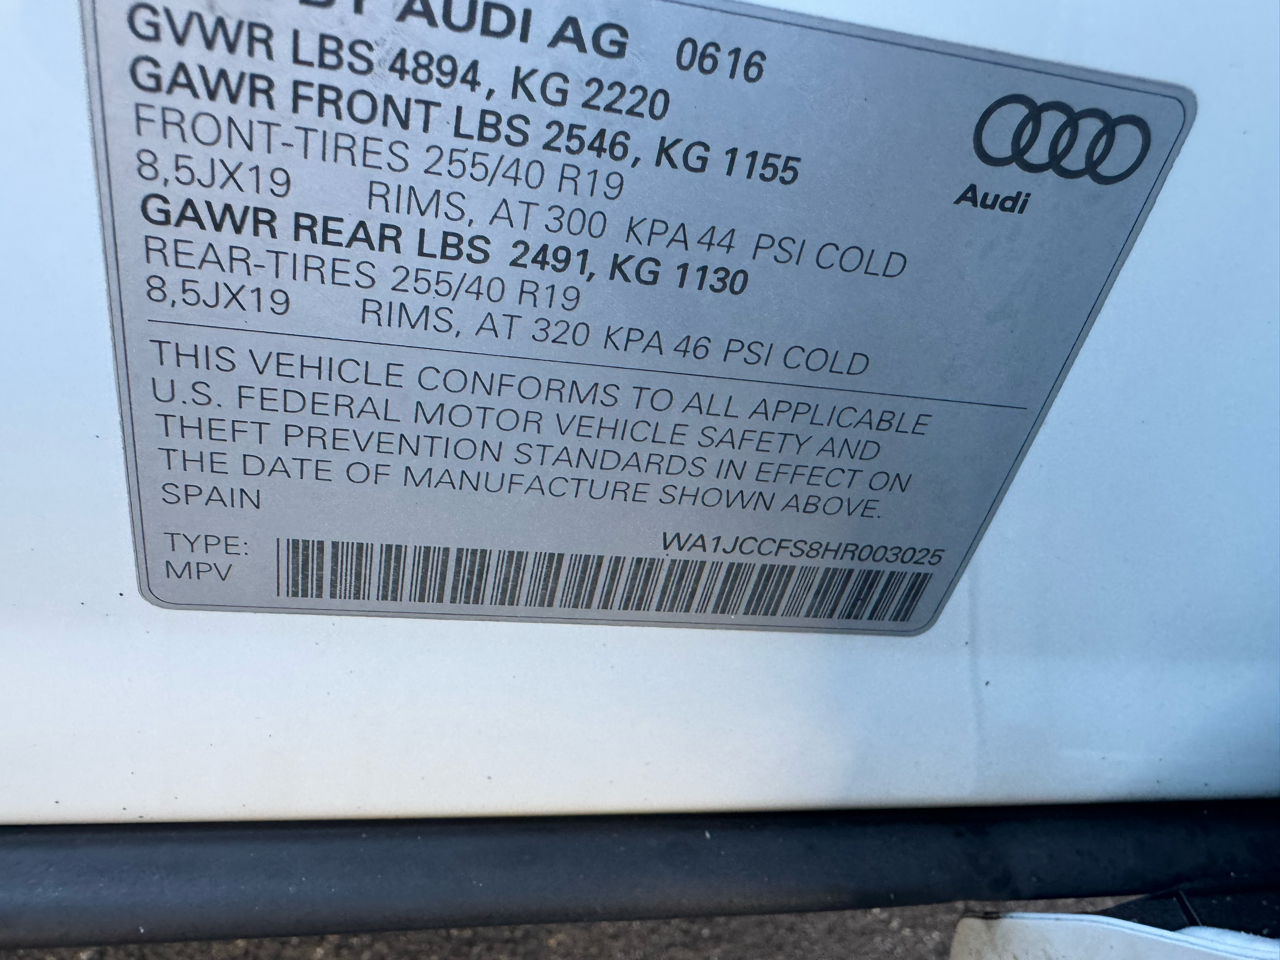 BY AUDI AG 0616
GVWR LBS 4894, KG 2220
GAWR FRONT LBS 2546, KG 1155
FRONT-TIRES 255/40 R19
8,5JX19 RIMS, AT 300 KPA 44 PSI COLD
GAWR REAR LBS 2491, KG 1130
REAR-TIRES 255/40 R19
8,5JX19 RIMS, AT 320 KPA 46 PSI COLD
Audi
THIS VEHICLE CONFORMS TO ALL APPLICABLE
U.S. FEDERAL MOTOR VEHICLE SAFETY AND
THEFT PREVENTION STANDARDS IN EFFECT ON
THE DATE OF MANUFACTURE SHOWN ABOVE.
SPAIN
WA1JCCFS8HR003025
TYPE:
MPV